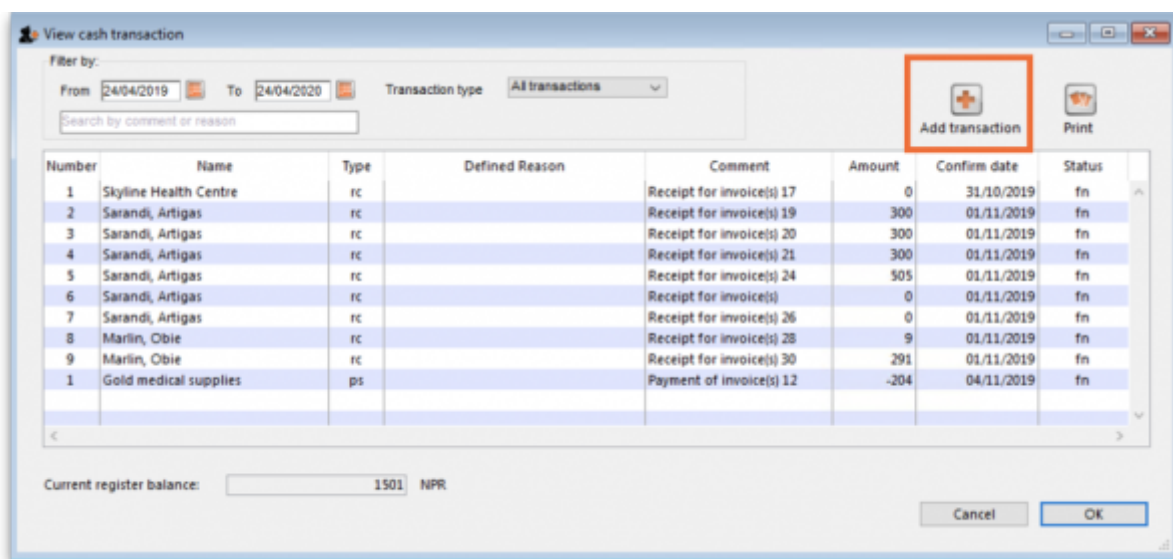 View cash transaction
Filter by:
From 24/04/2019 To 24/04/2020 Transaction type All transactions
Search by comment or reason
Add transaction Print
Number Name Type Defined Reason Comment Amount Confirm date Status
1 Skyline Health Centre rc Receipt for invoice(s) 17 0 31/10/2019 fn
2 Sarandi, Artigas rc Receipt for invoice(s) 19 300 01/11/2019 fn
3 Sarandi, Artigas rc Receipt for invoice(s) 20 300 01/11/2019 fn
4 Sarandi, Artigas rc Receipt for invoice(s) 21 300 01/11/2019 fn
5 Sarandi, Artigas rc Receipt for invoice(s) 24 505 01/11/2019 fn
6 Sarandi, Artigas rc Receipt for invoice(s) 0 01/11/2019 fn
7 Sarandi, Artigas rc Receipt for invoice(s) 26 0 01/11/2019 fn
8 Marlin, Obie rc Receipt for invoice(s) 28 9 01/11/2019 fn
9 Marlin, Obie rc Receipt for invoice(s) 30 291 01/11/2019 fn
1 Gold medical supplies ps Payment of invoice(s) 12 -204 04/11/2019 fn
Current register balance: 1501 NPR
Cancel OK